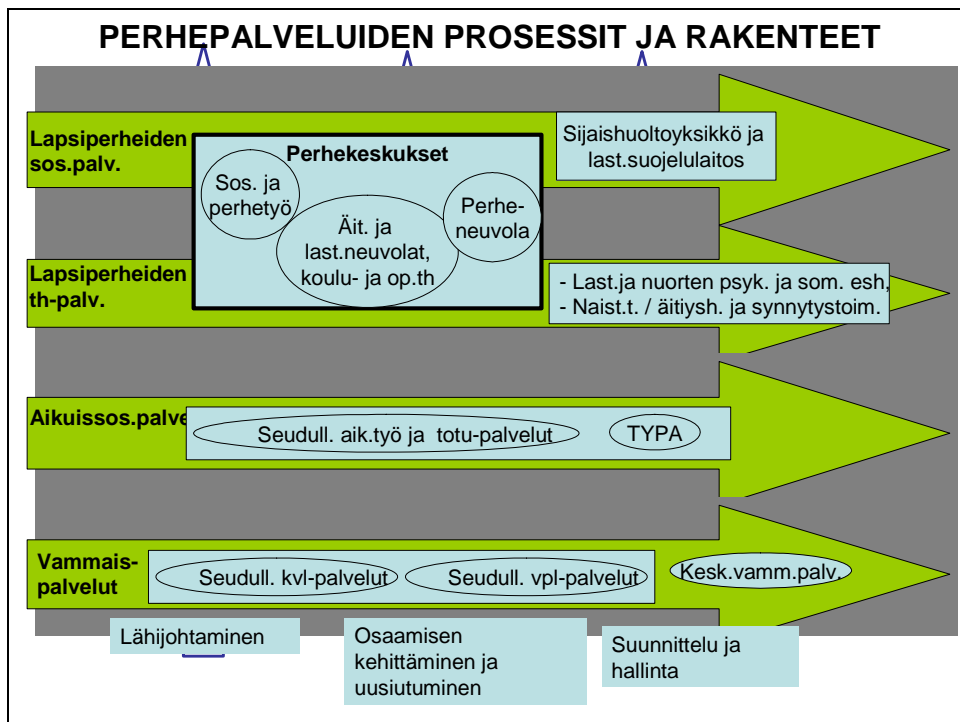 PERHEPALVELUIDEN PROSESSIT JA RAKENTEET
Lapsiperheiden
sos.palv.
Perhekeskukset
Sos. ja
perhetyö
Äit. ja
last.neuvolat,
koulu- ja op.th
Perhe-
neuvola
Sijaishuoltoyksikkö ja
last.suojelulaitos
Lapsiperheiden
th-palv.
- Last.ja nuorten psyk. ja som. esh,
- Naist.t. / äitiysh. ja synnytystoim.
Aikuissos.palve
Seudull. aik.työ ja totu-palvelut
TYPA
Vammais-
palvelut
Seudull. kvl-palvelut
Seudull. vpl-palvelut
Kesk.vamm.palv.
Lähijohtaminen
Osaamisen
kehittäminen ja
uusiutuminen
Suunnittelu ja
hallinta